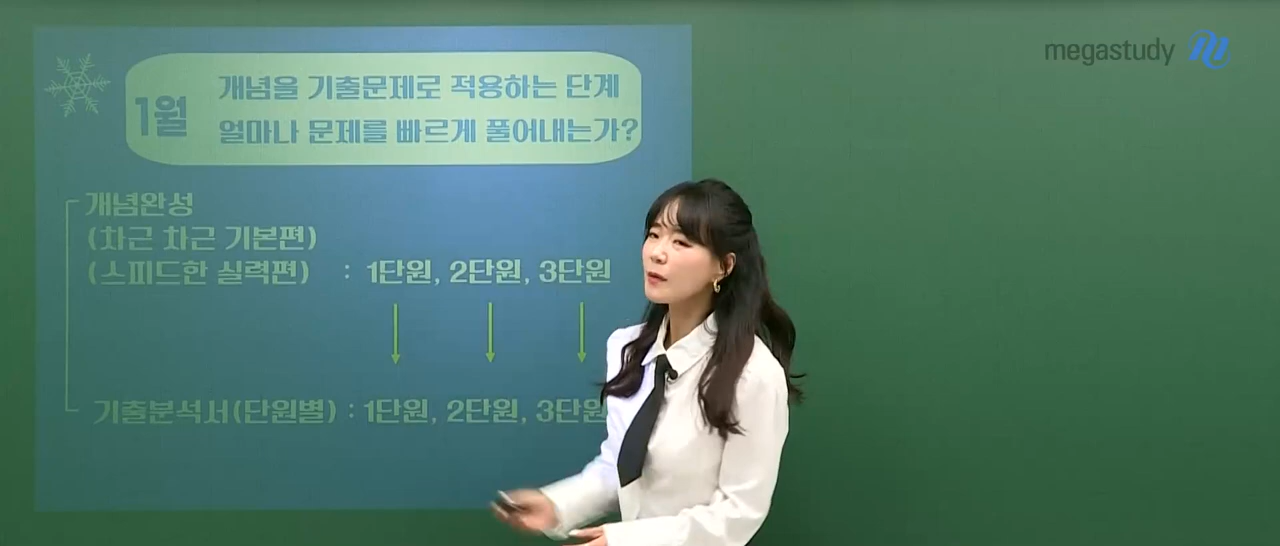 megastudy
1월
개념을 기출문제로 적용하는 단계
얼마나 문제를 빠르게 풀어내는가?
개념완성
(차근 차근 기본편)
(스피드한 실력편) : 1단원, 2단원, 3단원
기출분석서(단원별) : 1단원, 2단원, 3단원